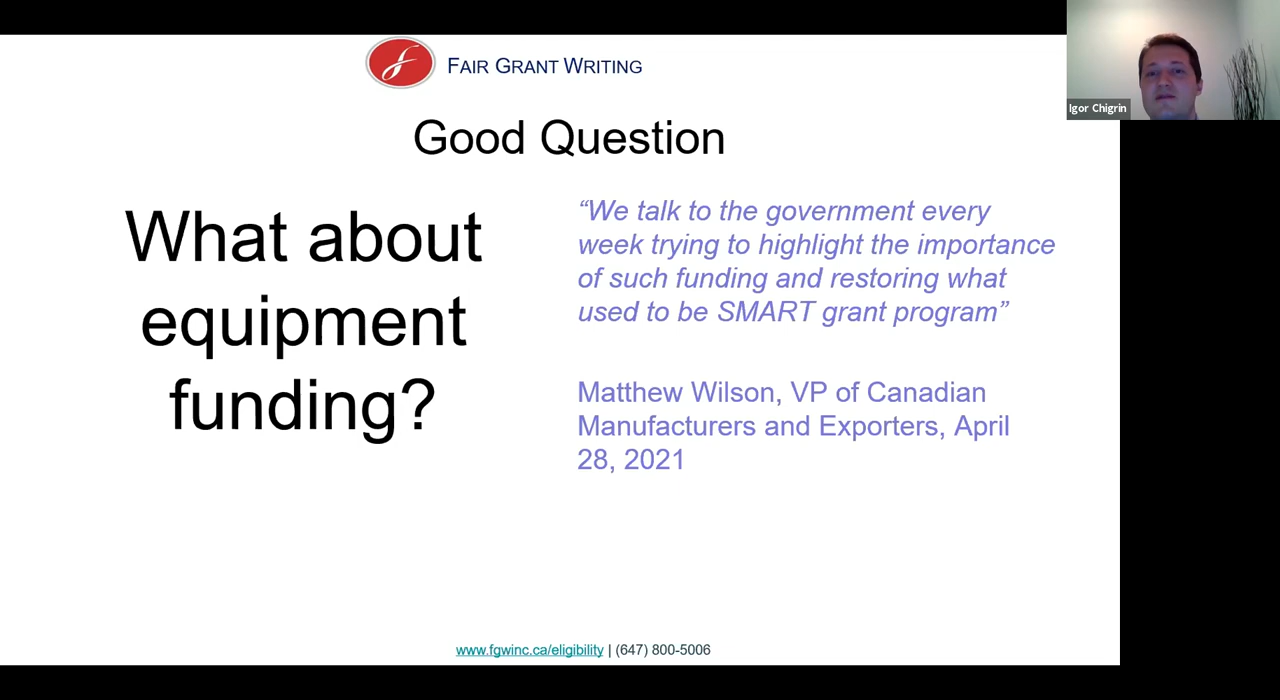 FAIR GRANT WRITING
Igor Chigrin
Good Question
What about
equipment
funding?
“We talk to the government every
week trying to highlight the importance
of such funding and restoring what
used to be SMART grant program”
Matthew Wilson, VP of Canadian
Manufacturers and Exporters, April
28, 2021
www.fgwinc.ca/eligibility | (647) 800-5006